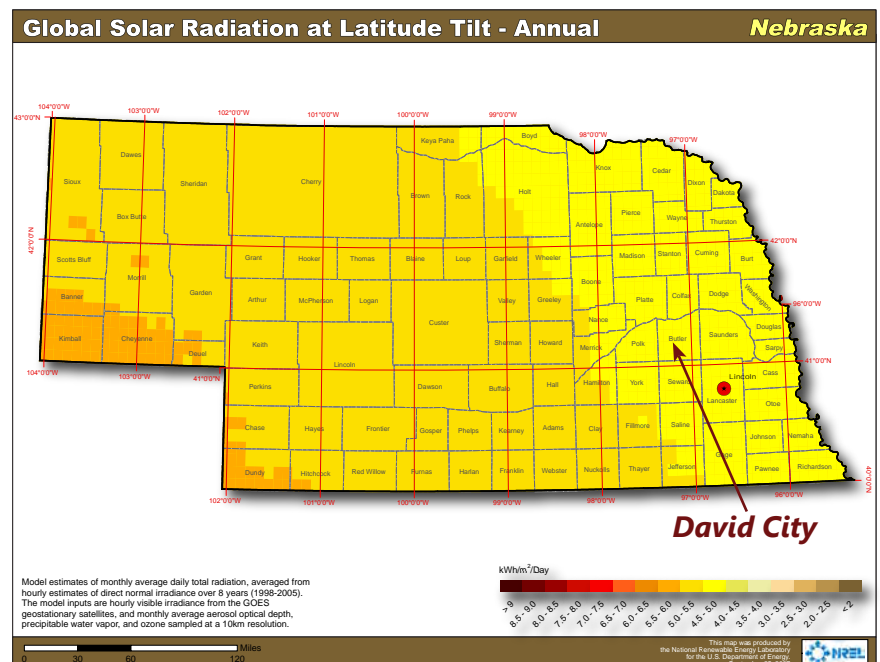 Global Solar Radiation at Latitude Tilt - Annual
Nebraska
104°0'0"W
103°0'0"W
102°0'0"W
101°0'0"W
100°0'0"W
99°0'0"W
98°0'0"W
97°0'0"W
43°0'0"N
Keya Paha
Boyd
Dawes
Sioux
Sheridan
Cherry
Brown
Rock
Holt
Knox
Cedar
Dixon
Dakota
Box Butte
Antelope
Pierce
Wayne
Thurston
42°0'0"N
42°0'0"N
Scotts Bluff
Morrill
Grant
Hooker
Thomas
Blaine
Loup
Garfield
Wheeler
Boone
Madison
Stanton
Cuming
Burt
Banner
Garden
Arthur
McPherson
Logan
Valley
Greeley
Platte
Colfax
Dodge
Washington
96°0'0"W
Custer
Nance
Kimball
Cheyenne
Deuel
Keith
Lincoln
Sherman
Howard
Merrick
Polk
Butler
Saunders
Douglas
Sarpy
104°0'0"W
103°0'0"W
41°0'0"N
41°0'0"N
Perkins
Dawson
Buffalo
Hall
Hamilton
York
Seward
Lincoln
Lancaster
Cass
Otoe
Chase
Hayes
Frontier
Gosper
Phelps
Kearney
Adams
Clay
Fillmore
Saline
Gage
Johnson
Nemaha
Dundy
Hitchcock
Red Willow
Furnas
Harlan
Franklin
Webster
Nuckolls
Thayer
Jefferson
Pawnee
Richardson
40°0'0"N
102°0'0"W
101°0'0"W
100°0'0"W
99°0'0"W
98°0'0"W
97°0'0"W
96°0'0"W
David City
kWh/m²/Day
> 9
8.5 - 9.0
8.0 - 8.5
7.5 - 8.0
7.0 - 7.5
6.5 - 7.0
6.0 - 6.5
5.5 - 6.0
5.0 - 5.5
4.5 - 5.0
4.0 - 4.5
3.5 - 4.0
3.0 - 3.5
2.5 - 3.0
2.0 - 2.5
< 2
Model estimates of monthly average daily total radiation, averaged from
hourly estimates of direct normal irradiance over 8 years (1998-2005).
The model inputs are hourly visible irradiance from the GOES
geostationary satellites, and monthly average aerosol optical depth,
precipitable water vapor, and ozone sampled at a 10km resolution.
Miles
0 30 60 120
This map was produced by
the National Renewable Energy Laboratory
for the U.S. Department of Energy.
NREL